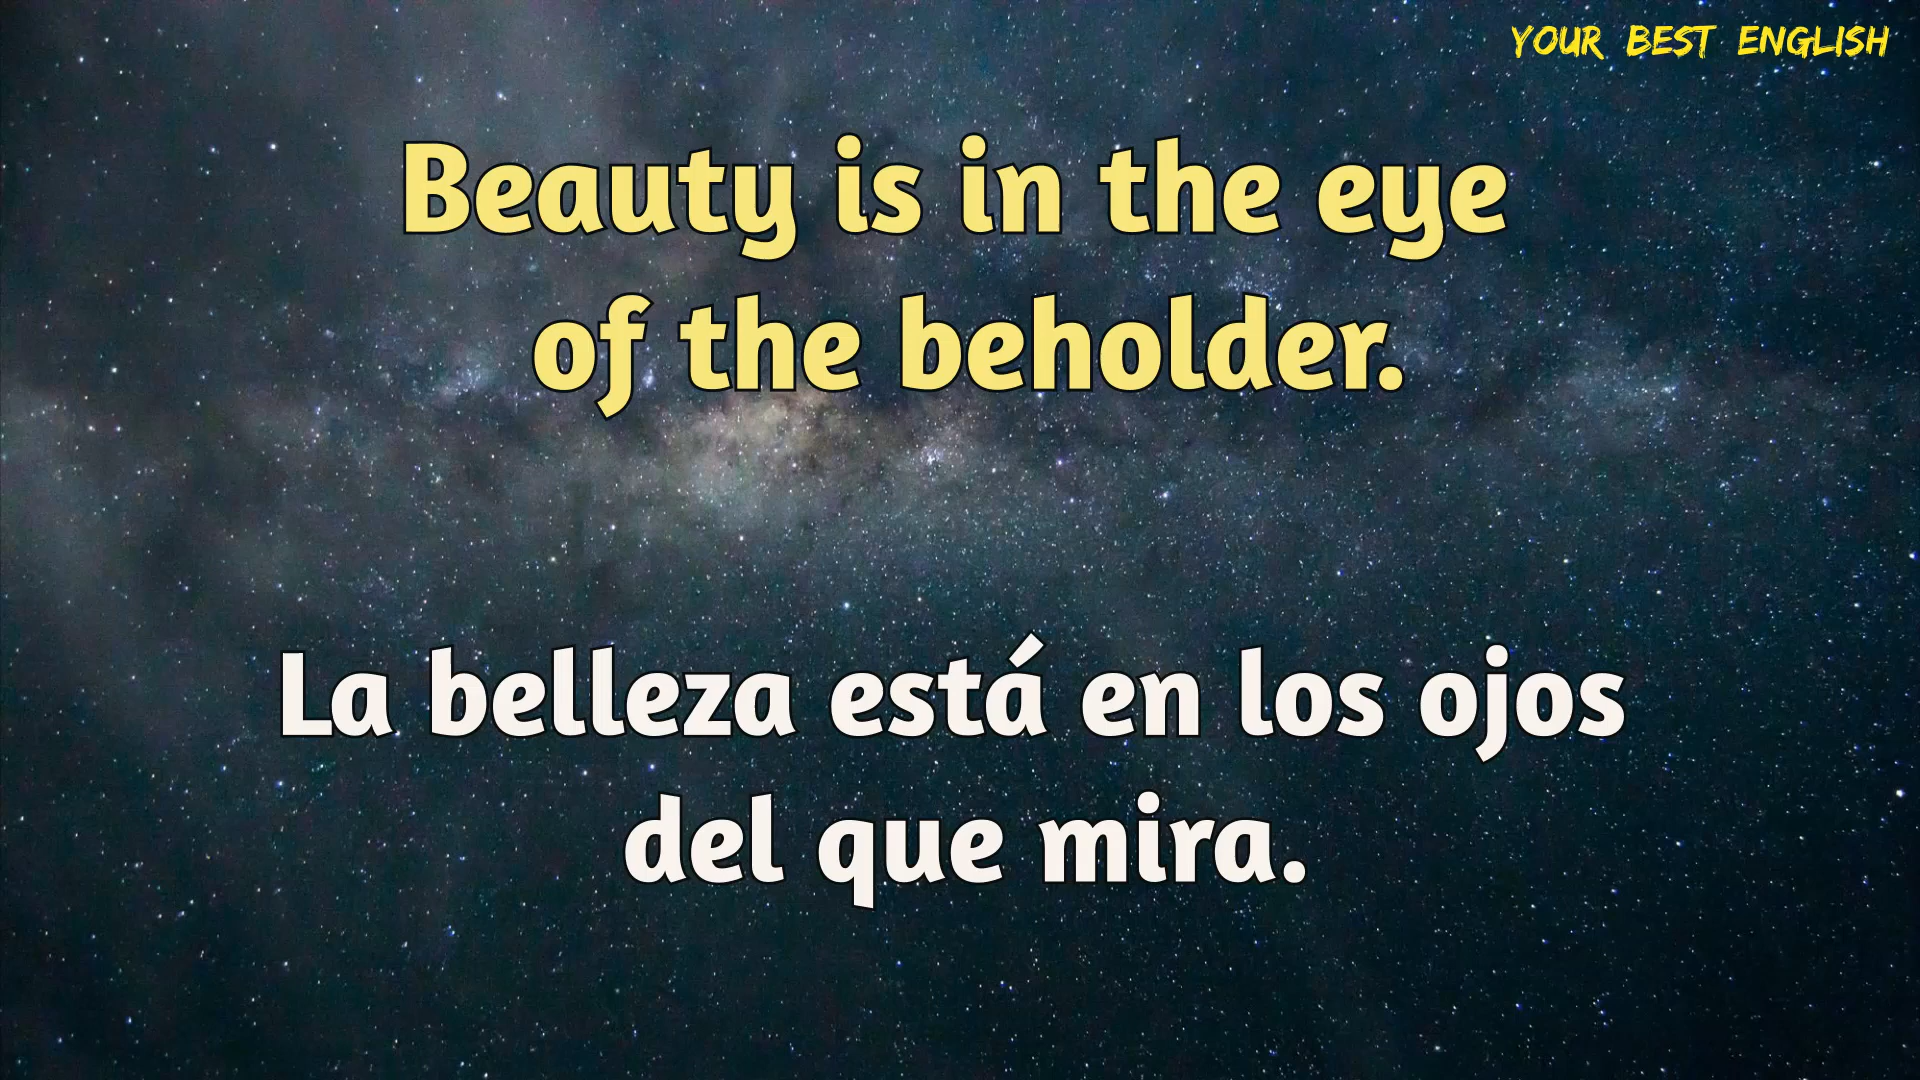 YOUR BEST ENGLISH
Beauty is in the eye
of the beholder.
La belleza está en los ojos
del que mira.